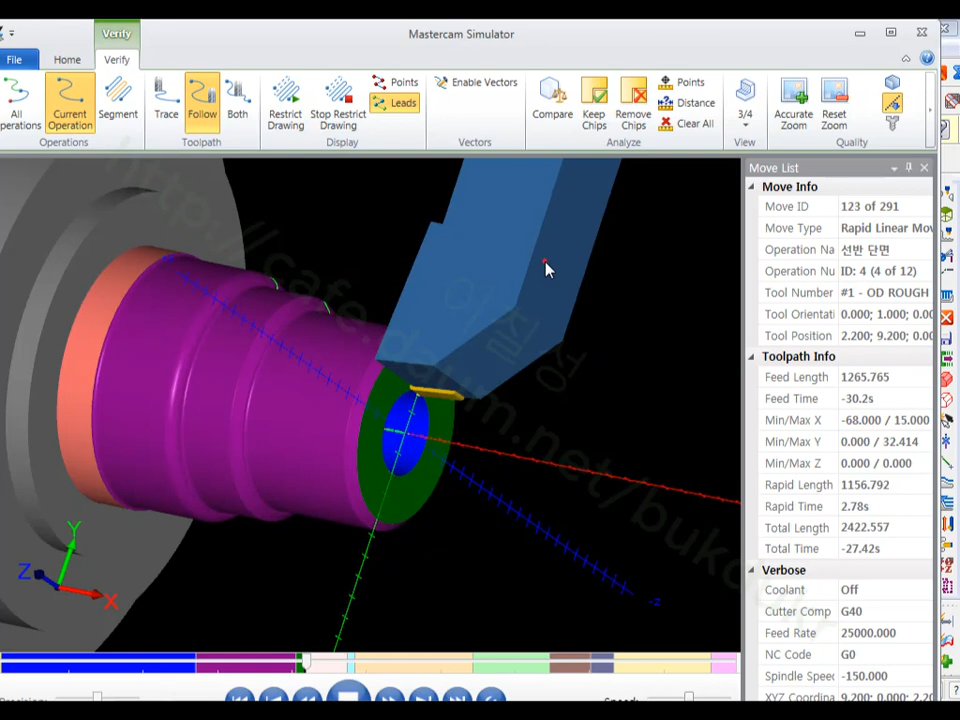 Mastercam Simulator
Verify
File
Home
Verify
All
Operations
Current
Operation
Segment
Operations
Trace
Follow
Both
Toolpath
Restrict
Drawing
Stop Restrict
Drawing
Points
Leads
Display
Enable Vectors
Vectors
Compare
Keep
Chips
Remove
Chips
Points
Distance
Clear All
Analyze
3/4
View
Accurate
Zoom
Reset
Zoom
Quality
Move List
Move Info
Move ID 123 of 291
Move Type Rapid Linear Mov
Operation Na 선반 단면
Operation Nu ID: 4 (4 of 12)
Tool Number #1 - OD ROUGH
Tool Orientati 0.000; 1.000; 0.00
Tool Position 2.200; 9.200; 0.00
Toolpath Info
Feed Length 1265.765
Feed Time -30.2s
Min/Max X -68.000 / 15.000
Min/Max Y 0.000 / 32.414
Min/Max Z 0.000 / 0.000
Rapid Length 1156.792
Rapid Time 2.78s
Total Length 2422.557
Total Time -27.42s
Verbose
Coolant Off
Cutter Comp G40
Feed Rate 25000.000
NC Code G0
Spindle Speed -150.000
XYZ Coordina 9.200; 0.000; 2.20
Y
Z
X
-Z